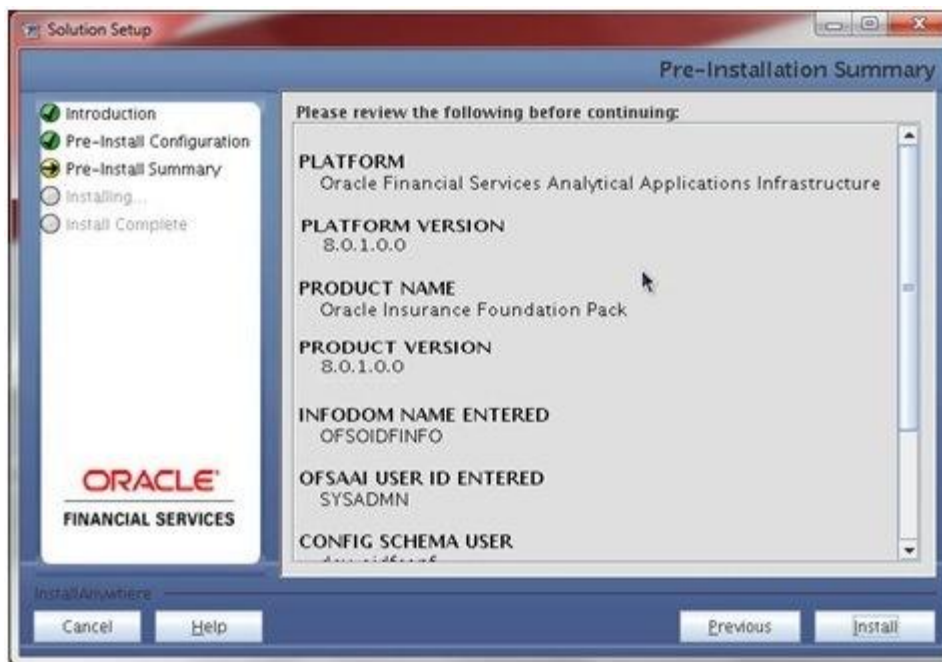 Solution Setup
Pre-Installation Summary
Introduction
Pre-Install Configuration
Pre-Install Summary
Installing...
Install Complete
ORACLE®
FINANCIAL SERVICES
Please review the following before continuing:
PLATFORM
Oracle Financial Services Analytical Applications Infrastructure
PLATFORM VERSION
8.0.1.0.0
PRODUCT NAME
Oracle Insurance Foundation Pack
PRODUCT VERSION
8.0.1.0.0
INFODOM NAME ENTERED
OFSOIDFINFO
OFSAAI USER ID ENTERED
SYSADMN
CONFIG SCHEMA USER
InstallAnywhere
Cancel
Help
Previous
Install